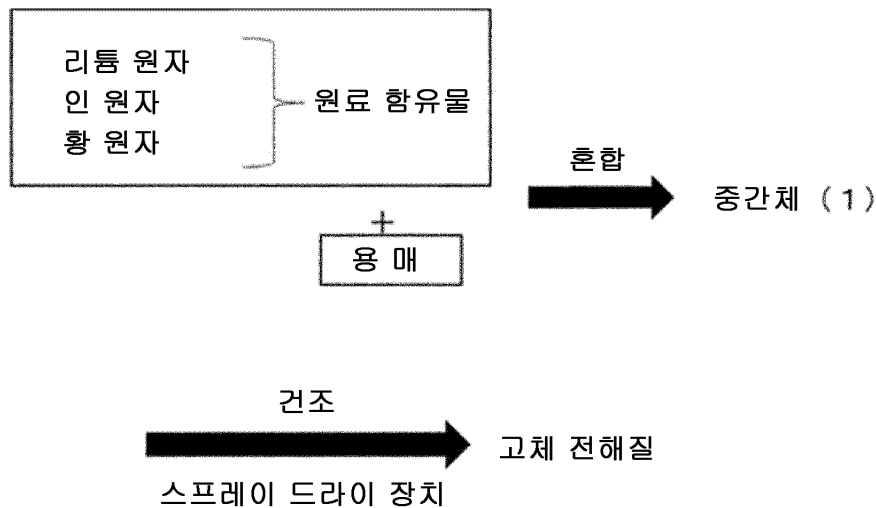 리튬 원자
인 원자
황 원자
원료 함유물
+
용 매
혼합
중간체 (1)
건조
스프레이 드라이 장치
고체 전해질